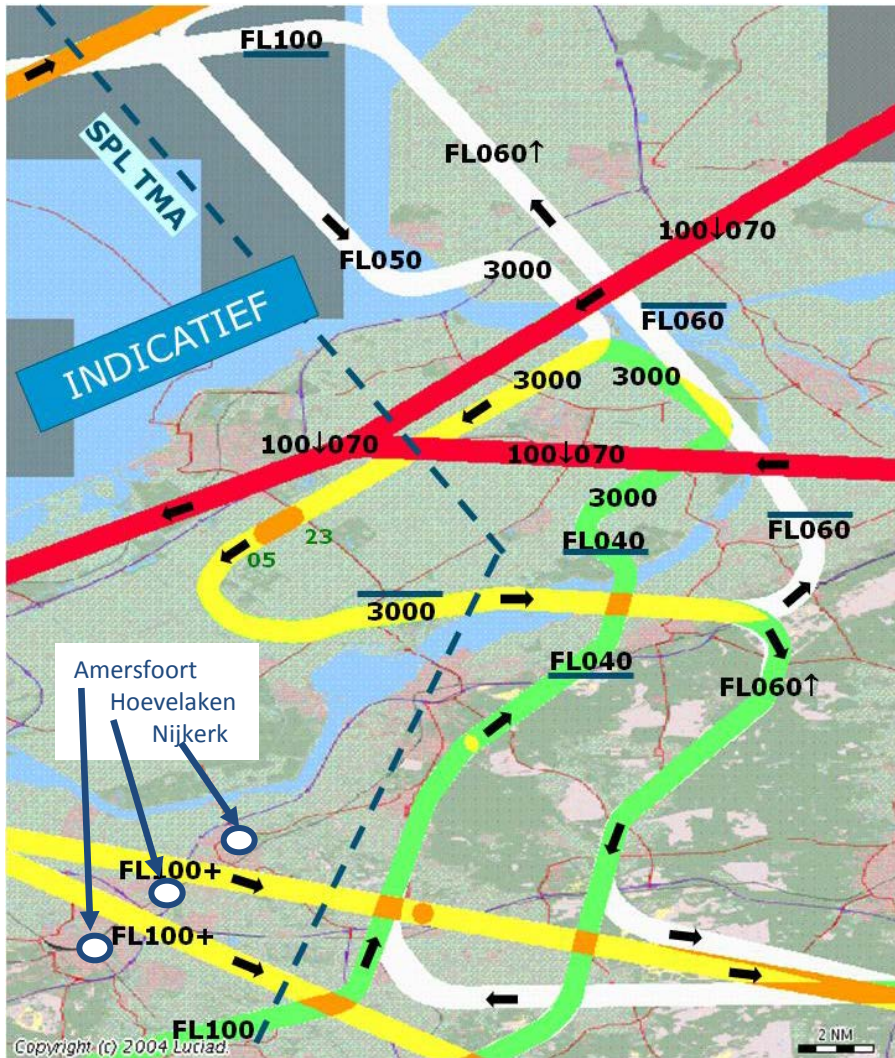 FL100
SPL TMA
FL060↑
100↓070
FL050
3000
INDICATIEF
FL060
3000
3000
100↓070
100↓070
3000
23
FL040
FL060
05
3000
Amersfoort
Hoevelaken
Nijkerk
FL040
FL060↑
FL100+
FL100+
FL100
Copyright (c) 2004 Luciad.
2 NM